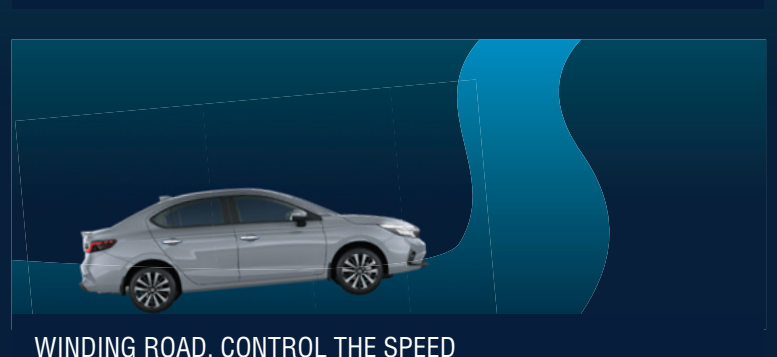 WINDING ROAD, CONTROL THE SPEED